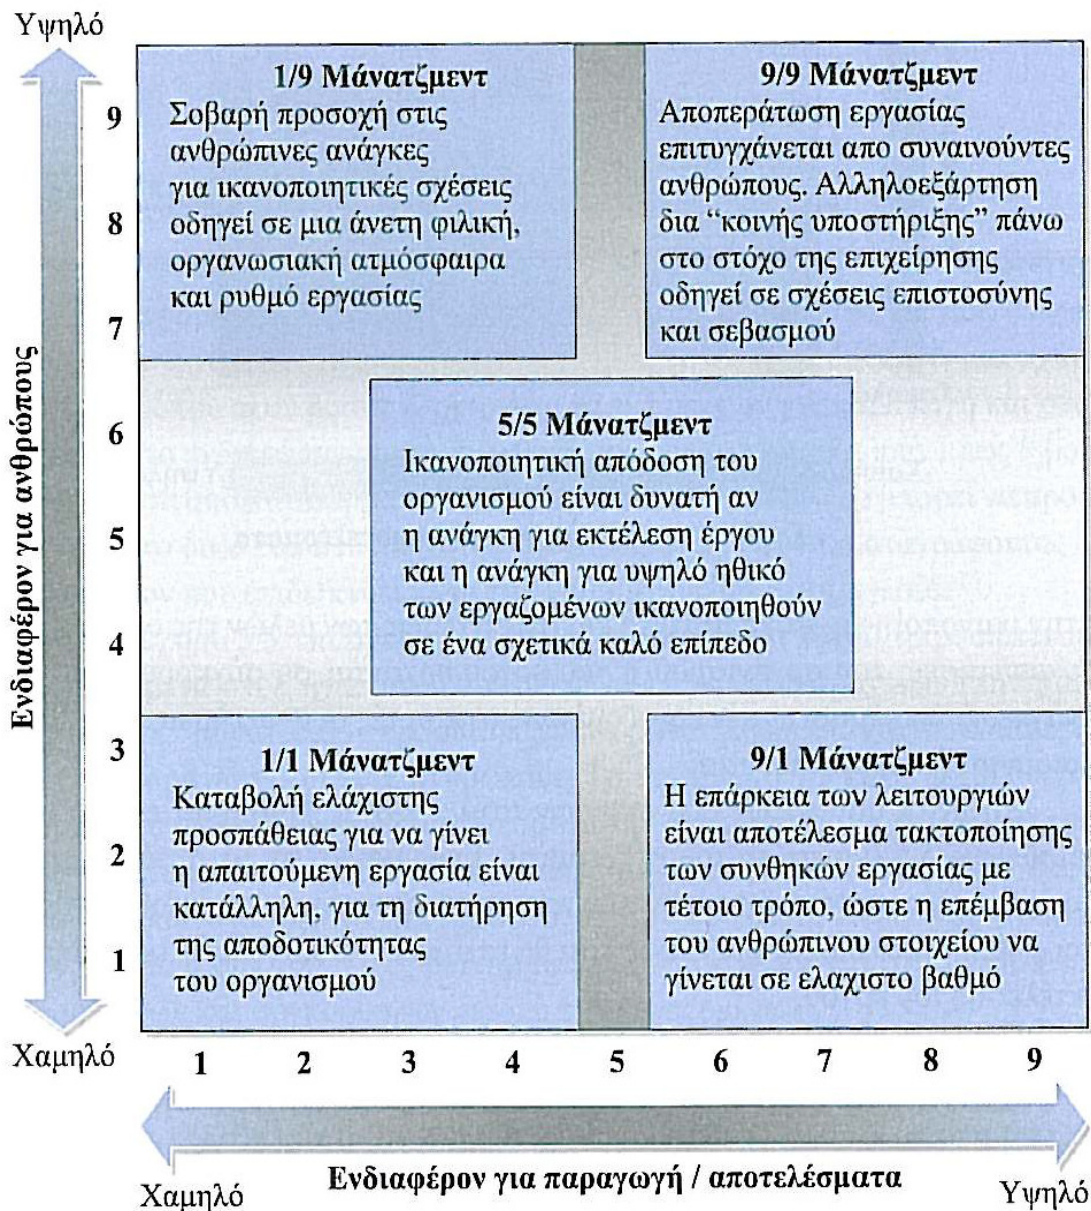 Υψηλό
1/9 Μάνατζμεντ
Σοβαρή προσοχή στις
ανθρώπινες ανάγκες
για ικανοποιητικές σχέσεις
οδηγεί σε μια άνετη φιλική,
οργανωσιακή ατμόσφαιρα
και ρυθμό εργασίας
9/9 Μάνατζμεντ
Αποπεράτωση εργασίας
επιτυγχάνεται απο συναινούντες
ανθρώπους. Αλληλοεξάρτηση
δια “κοινής υποστήριξης” πάνω
στο στόχο της επιχείρησης
οδηγεί σε σχέσεις επιστοσύνης
και σεβασμού
5/5 Μάνατζμεντ
Ικανοποιητική απόδοση του
οργανισμού είναι δυνατή αν
η ανάγκη για εκτέλεση έργου
και η ανάγκη για υψηλό ηθικό
των εργαζομένων ικανοποιηθούν
σε ένα σχετικά καλό επίπεδο
1/1 Μάνατζμεντ
Καταβολή ελάχιστης
προσπάθειας για να γίνει
η απαιτούμενη εργασία είναι
κατάλληλη, για τη διατήρηση
της αποδοτικότητας
του οργανισμού
9/1 Μάνατζμεντ
Η επάρκεια των λειτουργιών
είναι αποτέλεσμα τακτοποίησης
των συνθηκών εργασίας με
τέτοιο τρόπο, ώστε η επέμβαση
του ανθρώπινου στοιχείου να
γίνεται σε ελαχιστο βαθμό
9
8
7
6
5
4
3
2
1
Ενδιαφέρον για ανθρώπους
Χαμηλό
1 2 3 4 5 6 7 8 9
Χαμηλό
Ενδιαφέρον για παραγωγή / αποτελέσματα
Υψηλό